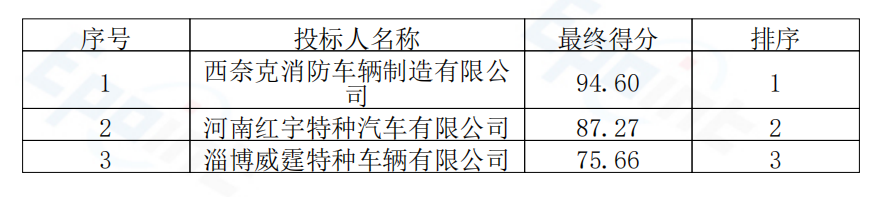 序号 投标人名称 最终得分 排序
1 西奈克消防车辆制造有限公
司 94.60 1
2 河南红宇特种汽车有限公司 87.27 2
3 淄博威霆特种车辆有限公司 75.66 3